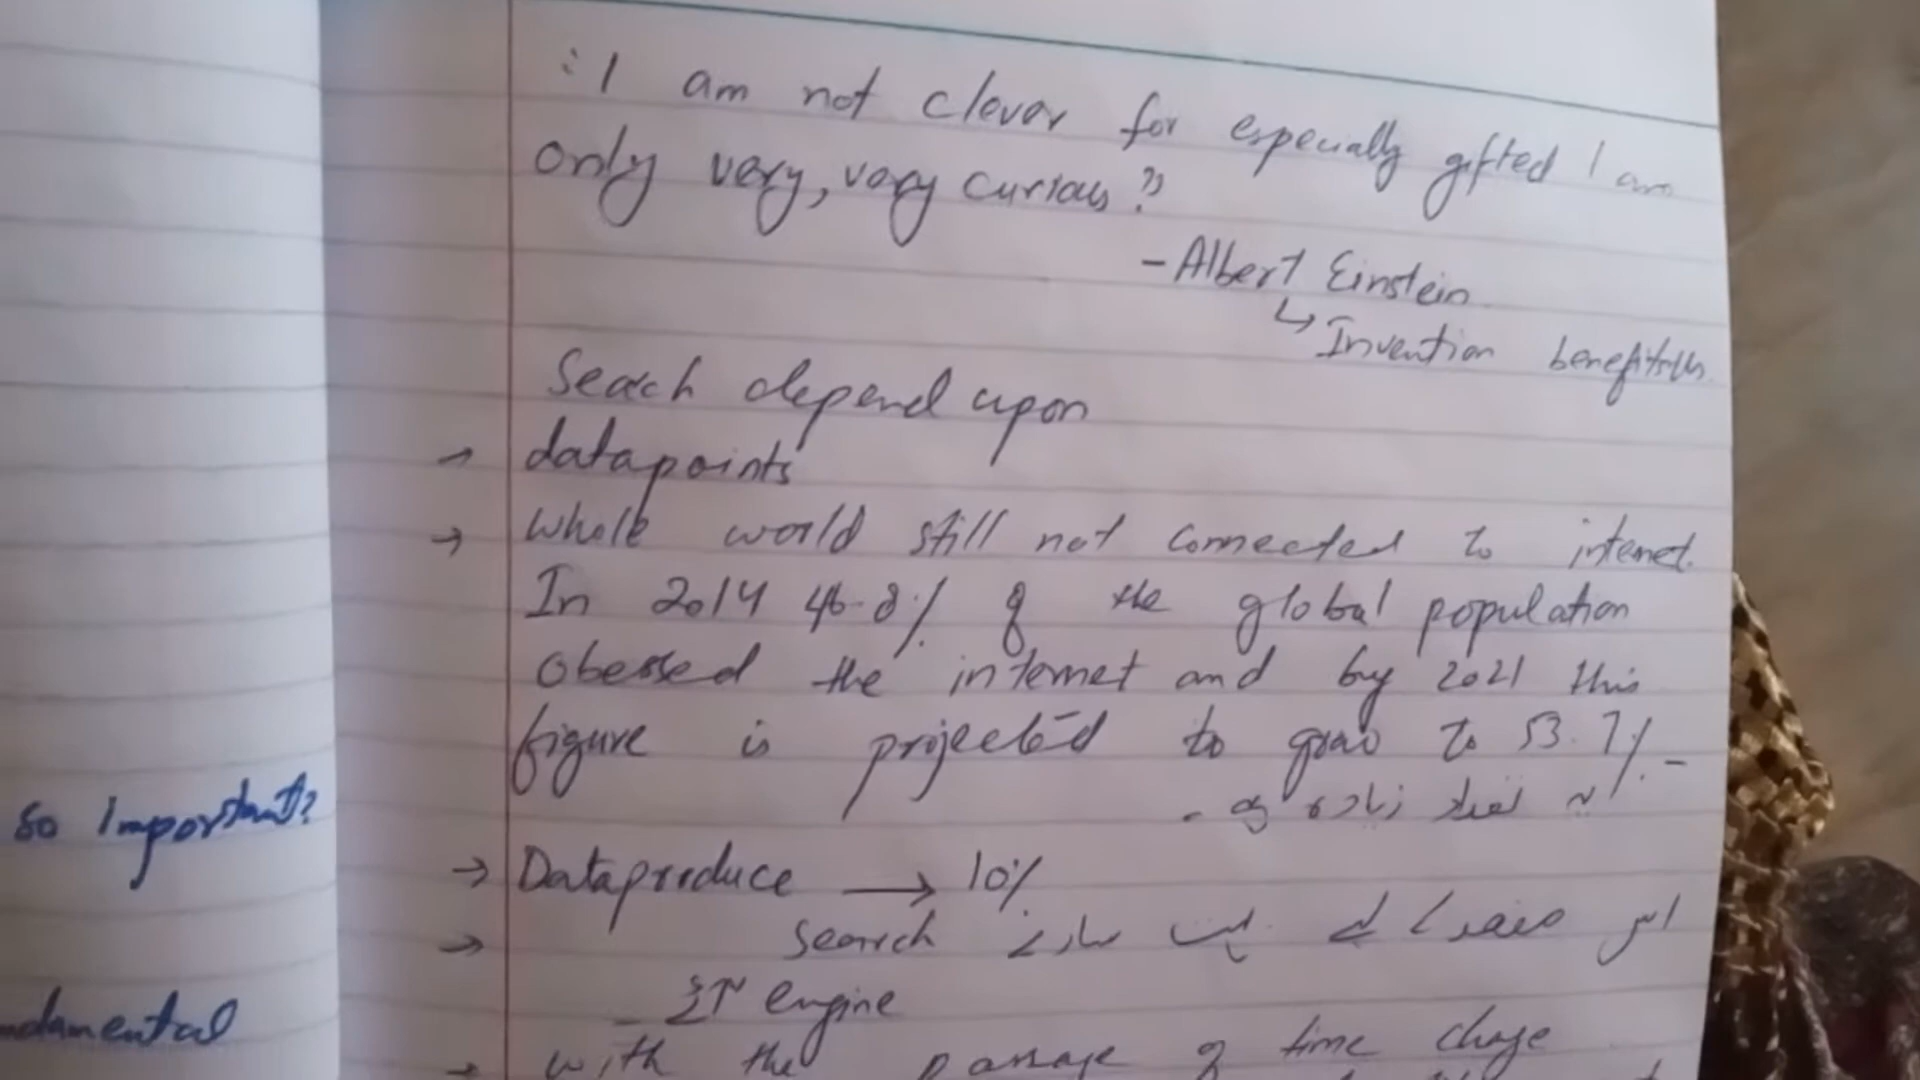 "I am not clever for especially gifted I am
only very, very curious?"
- Albert Einstein
↳ Invention benefits
Search depend upon
→ datapoints
→ Whole world still not connected to internet.
In 2014 46.8% of the global population
the internet and by 2021 this
figure is projected to grow to 53.7%. -
یہ تعداد زیادہ ہو -
→ Dataproduce → 10%
→ اس مقصد کے لیے بہت سارے search
engine
→ with the passage of time chage
so Important?
ndamental